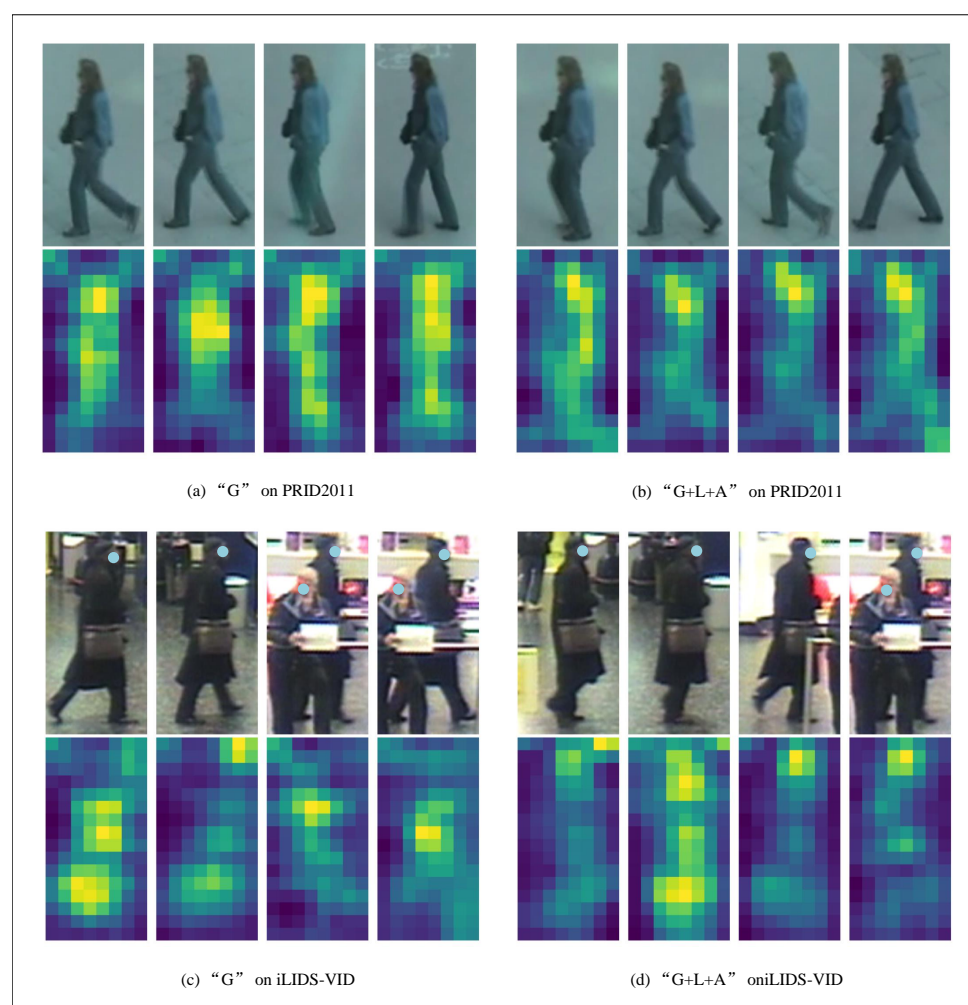 (a) “G” on PRID2011
(b) “G+L+A” on PRID2011
(c) “G” on iLIDS-VID
(d) “G+L+A” oniLIDS-VID